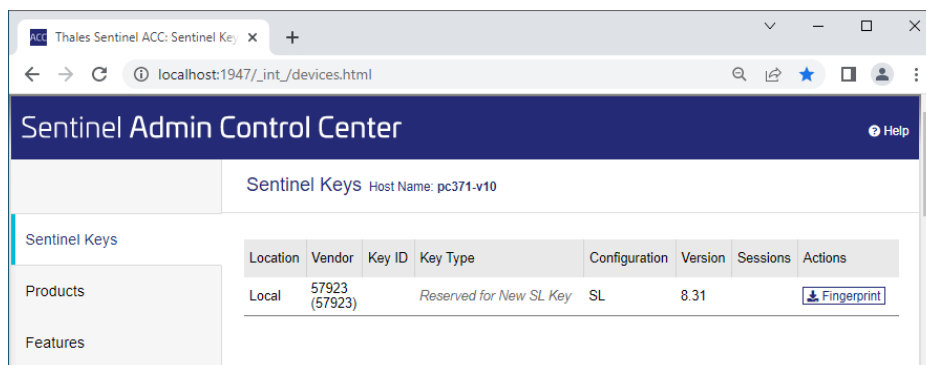 ACC Thales Sentinel ACC: Sentinel Key
localhost:1947/_int_/devices.html
Sentinel Admin Control Center
Help
Sentinel Keys Host Name: pc371-v10
Sentinel Keys
Location Vendor Key ID Key Type Configuration Version Sessions Actions
Products
Local 57923 (57923) Reserved for New SL Key SL 8.31 Fingerprint
Features